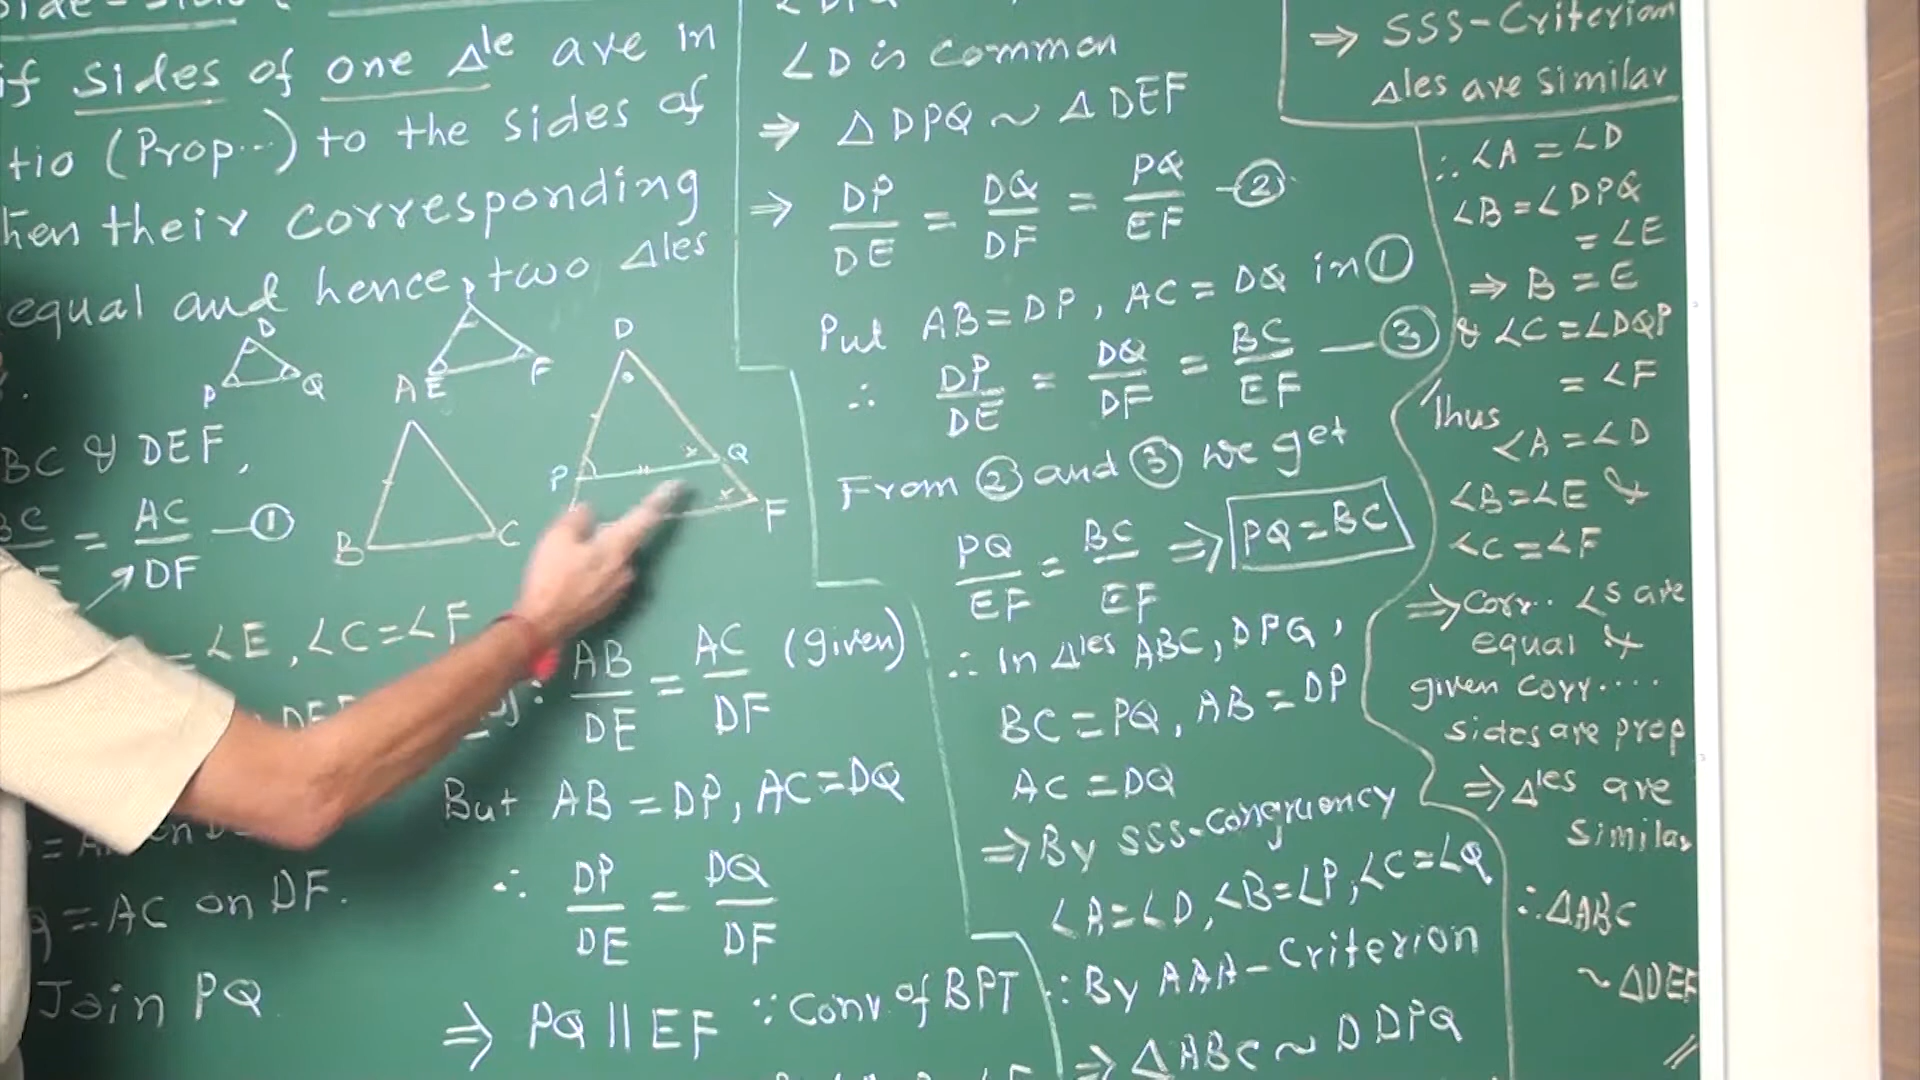 if sides of one Δle are in
tio (Prop...) to the sides of
hen their corresponding
equal and hence, two Δles
D
P Q
E F
A
B C
D
P Q
F
BC & DEF,
BC/E = AC/DF —①
= ∠E, ∠C=∠F
AB/DE = AC/DF (given)
But AB = DP, AC=DQ
∴ DP/DE = DQ/DF
= AC on DF.
Join PQ
⇒ PQ || EF ∵ Conv. of BPT
∠D is common
⇒ Δ DPQ ~ Δ DEF
⇒ DP/DE = DQ/DF = PQ/EF —②
Put AB=DP, AC=DQ in ①
∴ DP/DE = DQ/DF = BC/EF —③
From ② and ③ we get
PQ/EF = BC/EF ⇒ PQ=BC
∴ In Δles ABC, DPQ,
BC=PQ, AB=DP
AC=DQ
⇒ By SSS-Congruency
∠A=∠D, ∠B=∠P, ∠C=∠Q
∴ By AAA-Criterion
⇒ ΔABC ~ D DPQ
⇒ SSS-Criterian
Δles are similar
∴ ∠A = ∠D
∠B = ∠DPQ
= ∠E
⇒ B = E
& ∠C = ∠DQP
= ∠F
Thus
∠A = ∠D
∠B=∠E &
∠C=∠F
⇒ Corr.. ∠s are
equal &
given corr....
sides are prop
⇒ Δles are
similar
∴ ΔABC
~ ΔDEF